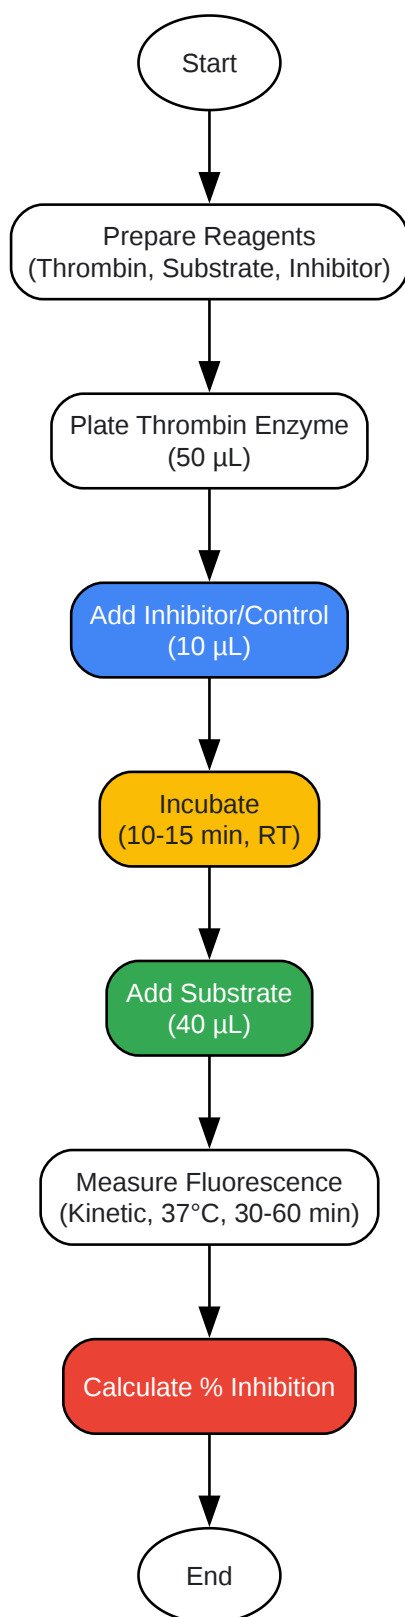 Start
Prepare Reagents
(Thrombin, Substrate, Inhibitor)
Plate Thrombin Enzyme
(50 µL)
Add Inhibitor/Control
(10 µL)
Incubate
(10-15 min, RT)
Add Substrate
(40 µL)
Measure Fluorescence
(Kinetic, 37°C, 30-60 min)
Calculate % Inhibition
End